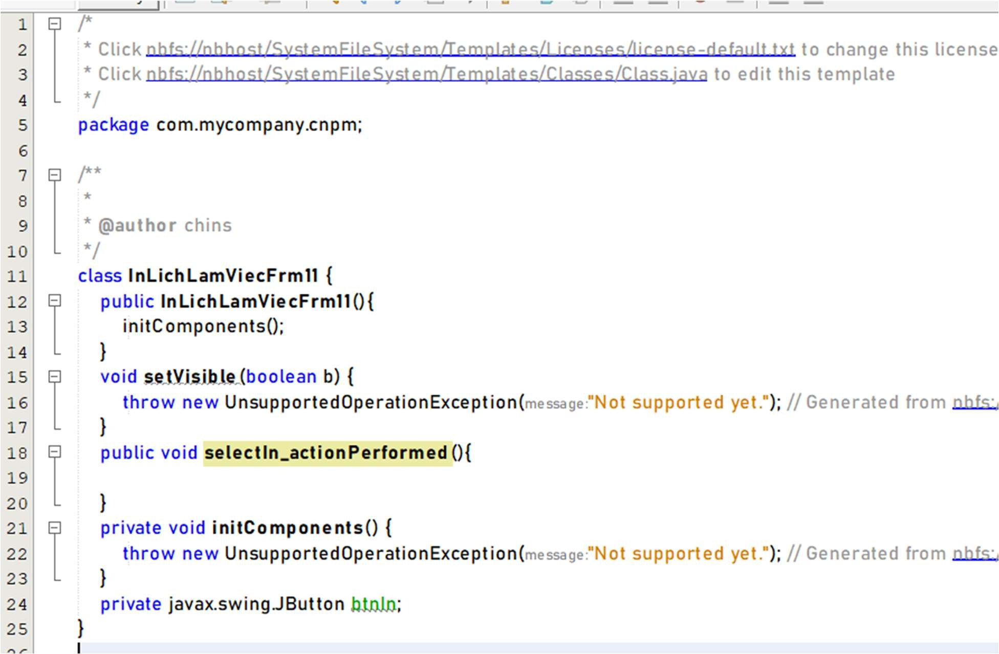 1 /*
2 * Click nbfs://nbhost/SystemFileSystem/Templates/Licenses/license-default.txt to change this license
3 * Click nbfs://nbhost/SystemFileSystem/Templates/Classes/Class.java to edit this template
4 */
5 package com.mycompany.cnpm;
6
7 /**
8 *
9 * @author chins
10 */
11 class InLichLamViecFrm11 {
12 public InLichLamViecFrm11(){
13 initComponents();
14 }
15 void setVisible(boolean b) {
16 throw new UnsupportedOperationException(message:"Not supported yet."); // Generated from nbfs:/
17 }
18 public void selectIn_actionPerformed(){
19
20 }
21 private void initComponents() {
22 throw new UnsupportedOperationException(message:"Not supported yet."); // Generated from nbfs:/
23 }
24 private javax.swing.JButton btnIn;
25 }